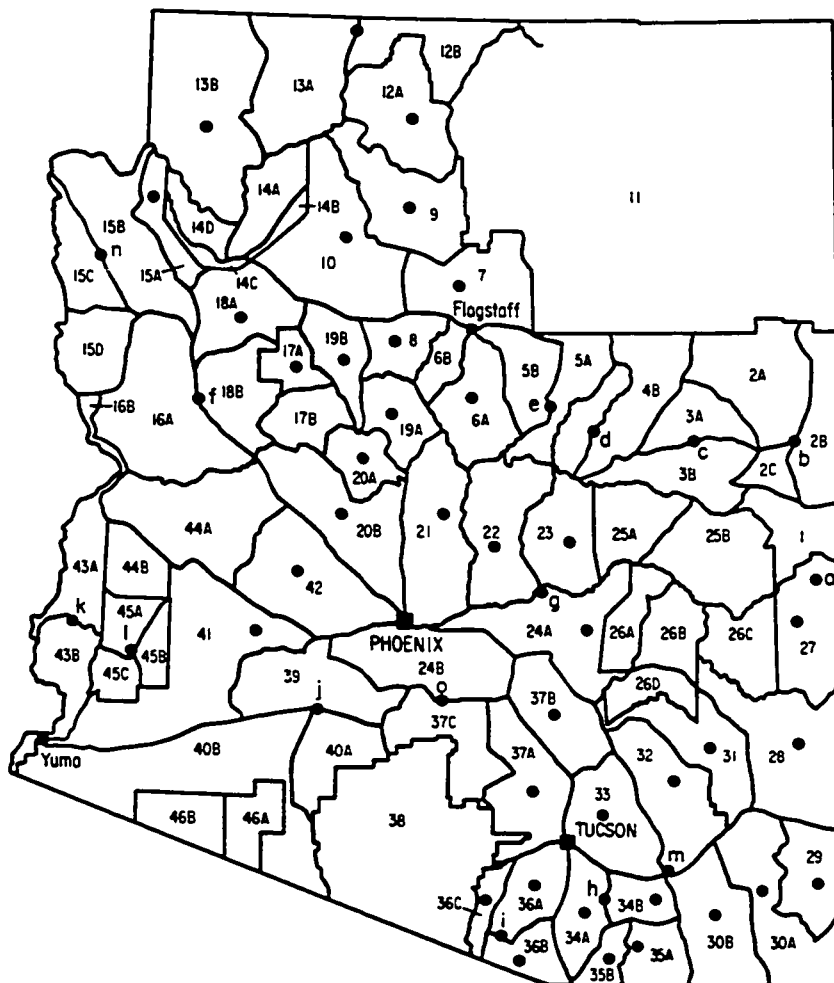 12B
13B
13A
12A
11
14A
14B
9
15B
14D
10
n
7
15A
15C
14C
18A
Flagstaff
19B
8
17A
6B
5B
5A
2A
15D
4B
f
18B
16B
16A
17B
19A
6A
e
3A
d
c
b
2B
20A
3B
2C
44A
20B
21
22
23
25A
25B
1
43A
44B
42
a
k
45A
g
l
41
PHOENIX
24A
26A
26B
26C
27
43B
45B
45C
24B
39
26D
j
o
37B
37C
Yuma
40B
40A
32
31
28
37A
33
46B
46A
38
TUCSON
m
29
36C
36A
h
34B
i
34A
30B
36B
35A
30A
35B